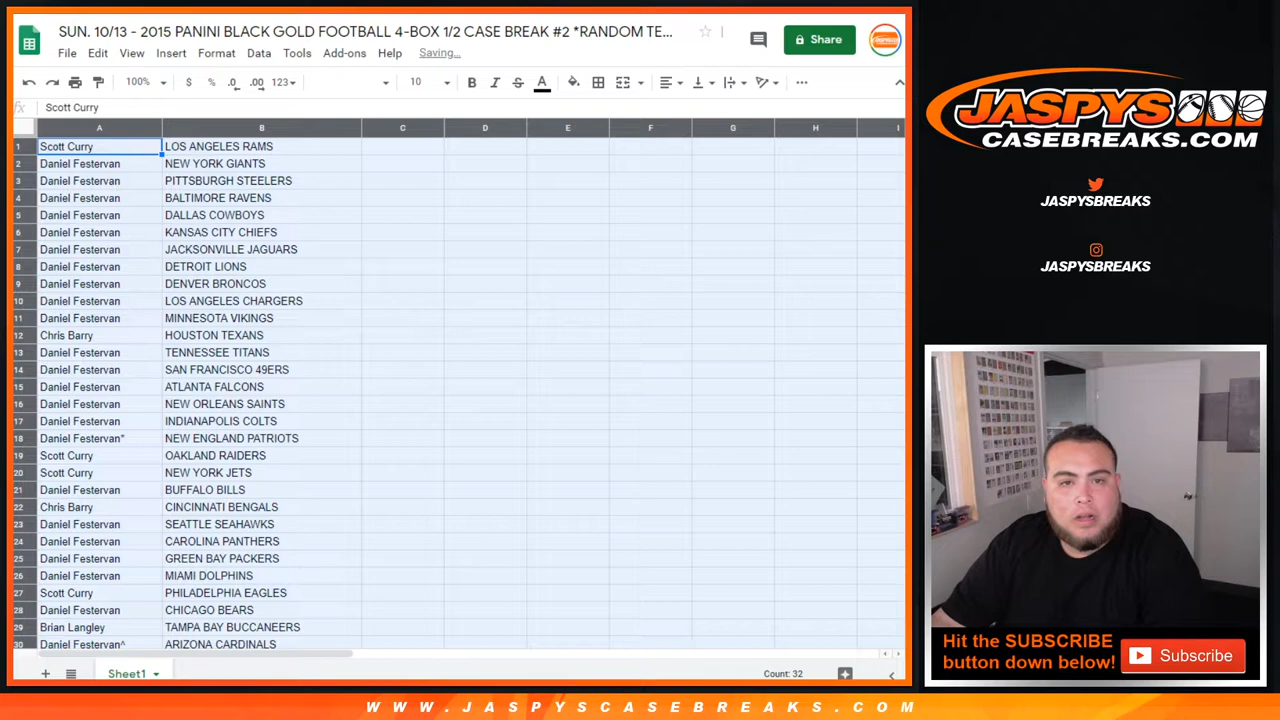 SUN. 10/13 - 2015 PANINI BLACK GOLD FOOTBALL 4-BOX 1/2 CASE BREAK #2 *RANDOM TE...
Share
File Edit View Insert Format Data Tools Add-ons Help Saving...
100% $ % .0 .00 123 10 B I S A
fx Scott Curry
A B C D E F G H I
1 Scott Curry LOS ANGELES RAMS
2 Daniel Festervan NEW YORK GIANTS
3 Daniel Festervan PITTSBURGH STEELERS
4 Daniel Festervan BALTIMORE RAVENS
5 Daniel Festervan DALLAS COWBOYS
6 Daniel Festervan KANSAS CITY CHIEFS
7 Daniel Festervan JACKSONVILLE JAGUARS
8 Daniel Festervan DETROIT LIONS
9 Daniel Festervan DENVER BRONCOS
10 Daniel Festervan LOS ANGELES CHARGERS
11 Daniel Festervan MINNESOTA VIKINGS
12 Chris Barry HOUSTON TEXANS
13 Daniel Festervan TENNESSEE TITANS
14 Daniel Festervan SAN FRANCISCO 49ERS
15 Daniel Festervan ATLANTA FALCONS
16 Daniel Festervan NEW ORLEANS SAINTS
17 Daniel Festervan INDIANAPOLIS COLTS
18 Daniel Festervan* NEW ENGLAND PATRIOTS
19 Scott Curry OAKLAND RAIDERS
20 Scott Curry NEW YORK JETS
21 Daniel Festervan BUFFALO BILLS
22 Chris Barry CINCINNATI BENGALS
23 Daniel Festervan SEATTLE SEAHAWKS
24 Daniel Festervan CAROLINA PANTHERS
25 Daniel Festervan GREEN BAY PACKERS
26 Daniel Festervan MIAMI DOLPHINS
27 Scott Curry PHILADELPHIA EAGLES
28 Daniel Festervan CHICAGO BEARS
29 Brian Langley TAMPA BAY BUCCANEERS
30 Daniel Festervan^ ARIZONA CARDINALS
Sheet1
Count: 32
JASPYS
CASEBREAKS.COM
JASPYSBREAKS
JASPYSBREAKS
Hit the SUBSCRIBE
button down below!
Subscribe
WWW.JASPYSCASEBREAKS.COM